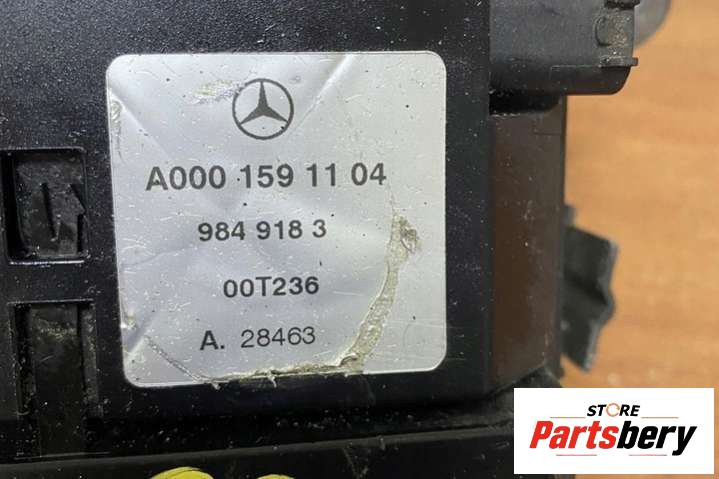 A000 159 11 04
984 918 3
00T236
A. 28463
STORE
Partsbery